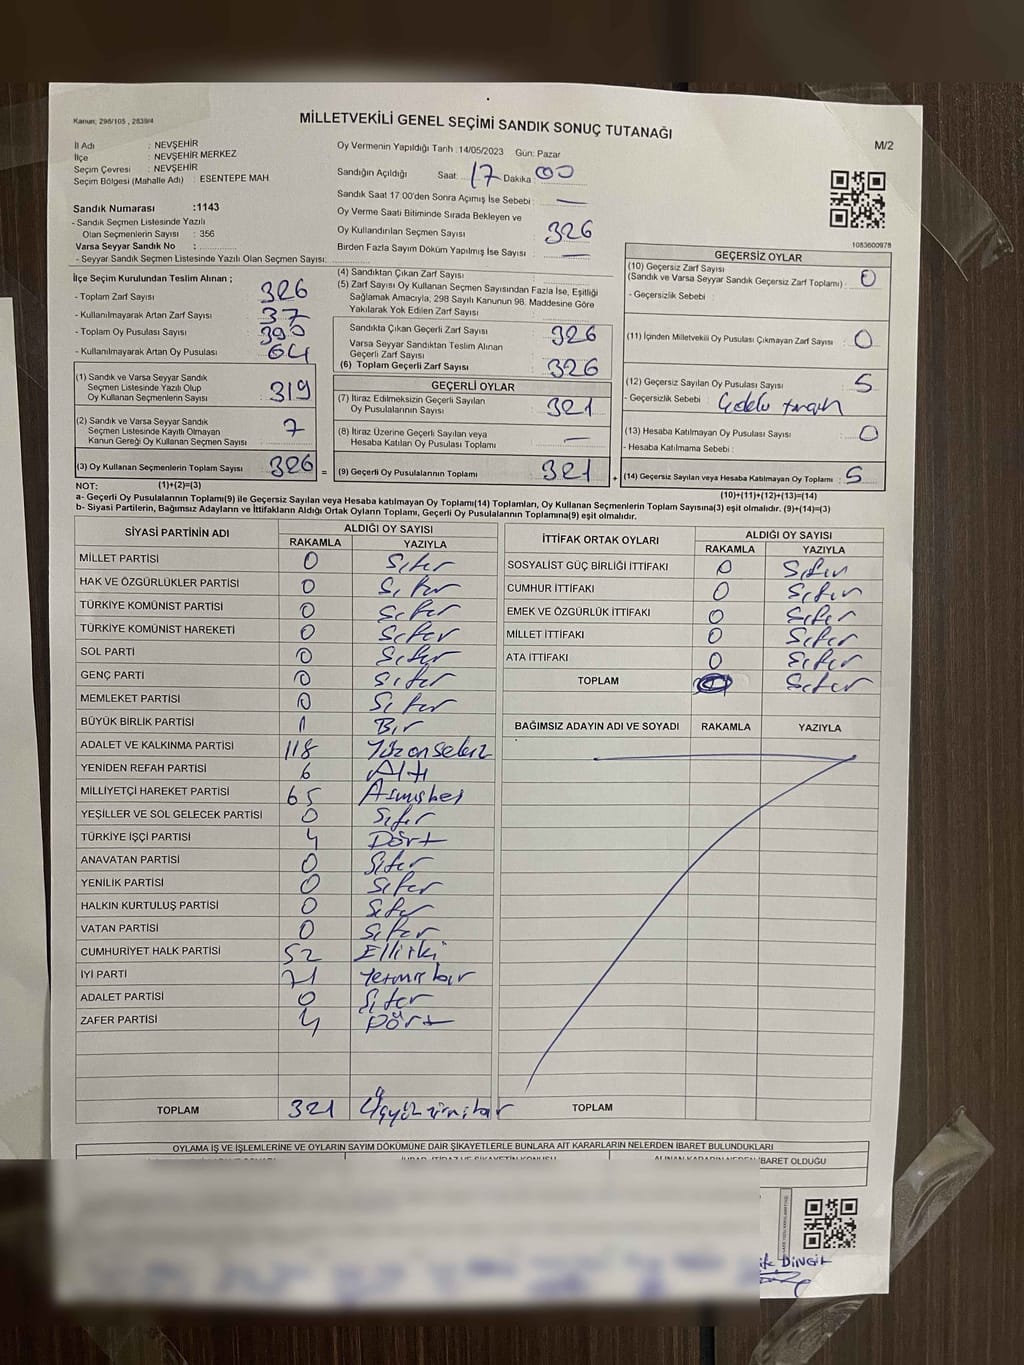 Kanun; 298/105 , 2839/4
MİLLETVEKİLİ GENEL SEÇİMİ SANDIK SONUÇ TUTANAĞI
M/2
İl Adı : NEVŞEHİR
İlçe : NEVŞEHİR MERKEZ
Seçim Çevresi : NEVŞEHİR
Seçim Bölgesi (Mahalle Adı) : ESENTEPE MAH.
Sandık Numarası :1143
- Sandık Seçmen Listesinde Yazılı
Olan Seçmenlerin Sayısı : 356
Varsa Seyyar Sandık No :
- Seyyar Sandık Seçmen Listesinde Yazılı Olan Seçmen Sayısı:
Oy Vermenin Yapıldığı Tarih :14/05/2023 Gün: Pazar
Sandığın Açıldığı Saat: 17 Dakika 00
Sandık Saat 17 00'den Sonra Açımış İse Sebebi : —
Oy Verme Saati Bitiminde Sırada Bekleyen ve
Oy Kullandırılan Seçmen Sayısı : 326
Birden Fazla Sayım Döküm Yapılmış İse Sayısı : —
1083600978
İlçe Seçim Kurulundan Teslim Alınan ;
- Toplam Zarf Sayısı : 326
- Kullanılmayarak Artan Zarf Sayısı : 37
- Toplam Oy Pusulası Sayısı : 390
- Kullanılmayarak Artan Oy Pusulası : 64
(1) Sandık ve Varsa Seyyar Sandık
Seçmen Listesinde Yazılı Olup
Oy Kullanan Seçmenlerin Sayısı : 319
(2) Sandık ve Varsa Seyyar Sandık
Seçmen Listesinde Kayıtlı Olmayan
Kanun Gereği Oy Kullanan Seçmen Sayısı : 7
(3) Oy Kullanan Seçmenlerin Toplam Sayısı 326 =
(4) Sandıktan Çıkan Zarf Sayısı :
(5) Zarf Sayısı Oy Kullanan Seçmen Sayısından Fazla İse, Eşitliği
Sağlamak Amacıyla, 298 Sayılı Kanunun 98. Maddesine Göre
Yakılarak Yok Edilen Zarf Sayısı :
Sandıkta Çıkan Geçerli Zarf Sayısı : 326
Varsa Seyyar Sandıktan Teslim Alınan
Geçerli Zarf Sayısı :
(6) Toplam Geçerli Zarf Sayısı : 326
GEÇERLİ OYLAR
(7) İtiraz Edilmeksizin Geçerli Sayılan
Oy Pusulalarının Sayısı : 321
(8) İtiraz Üzerine Geçerli Sayılan veya
Hesaba Katılan Oy Pusulası Toplamı : —
(9) Geçerli Oy Pusulalarının Toplamı : 321 +
GEÇERSİZ OYLAR
(10) Geçersiz Zarf Sayısı
(Sandık ve Varsa Seyyar Sandık Geçersiz Zarf Toplamı) : 0
- Geçersizlik Sebebi :
(11) İçinden Milletvekili Oy Pusulası Çıkmayan Zarf Sayısı : 0
(12) Geçersiz Sayılan Oy Pusulası Sayısı : 5
- Geçersizlik Sebebi :
(13) Hesaba Katılmayan Oy Pusulası Sayısı : 0
- Hesaba Katılmama Sebebi :
(14) Geçersiz Sayılan veya Hesaba Katılmayan Oy Toplamı : 5
NOT: (1)+(2)=(3)
(10)+(11)+(12)+(13)=(14)
a- Geçerli Oy Pusulalarının Toplamı(9) ile Geçersiz Sayılan veya Hesaba katılmayan Oy Toplamı(14) Toplamları, Oy Kullanan Seçmenlerin Toplam Sayısına(3) eşit olmalıdır. (9)+(14)=(3)
b- Siyasi Partilerin, Bağımsız Adayların ve İttifakların Aldığı Ortak Oyların Toplamı, Geçerli Oy Pusulalarının Toplamına(9) eşit olmalıdır.
SİYASİ PARTİNİN ADI ALDIĞI OY SAYISI
RAKAMLA YAZIYLA
MİLLET PARTİSİ 0 Sıfır
HAK VE ÖZGÜRLÜKLER PARTİSİ 0 Sıfır
TÜRKİYE KOMÜNİST PARTİSİ 0 Sıfır
TÜRKİYE KOMÜNİST HAREKETİ 0 Sıfır
SOL PARTİ 0 Sıfır
GENÇ PARTİ 0 Sıfır
MEMLEKET PARTİSİ 0 Sıfır
BÜYÜK BİRLİK PARTİSİ 1 Bir
ADALET VE KALKINMA PARTİSİ 118 Yüzonsekiz
YENİDEN REFAH PARTİSİ 6 Altı
MİLLİYETÇİ HAREKET PARTİSİ 65 Atmışbeş
YEŞİLLER VE SOL GELECEK PARTİSİ 0 Sıfır
TÜRKİYE İŞÇİ PARTİSİ 4 Dört
ANAVATAN PARTİSİ 0 Sıfır
YENİLİK PARTİSİ 0 Sıfır
HALKIN KURTULUŞ PARTİSİ 0 Sıfır
VATAN PARTİSİ 0 Sıfır
CUMHURİYET HALK PARTİSİ 52 Elliiki
İYİ PARTİ 71 Yetmişbir
ADALET PARTİSİ 0 Sıfır
ZAFER PARTİSİ 4 Dört
TOPLAM 321 Üçyüzyirmibir
İTTİFAK ORTAK OYLARI ALDIĞI OY SAYISI
RAKAMLA YAZIYLA
SOSYALİST GÜÇ BİRLİĞİ İTTİFAKI 0 Sıfır
CUMHUR İTTİFAKI 0 Sıfır
EMEK VE ÖZGÜRLÜK İTTİFAKI 0 Sıfır
MİLLET İTTİFAKI 0 Sıfır
ATA İTTİFAKI 0 Sıfır
TOPLAM 0 Sıfır
BAĞIMSIZ ADAYIN ADI VE SOYADI RAKAMLA YAZIYLA
TOPLAM
OYLAMA İŞ VE İŞLEMLERİNE VE OYLARIN SAYIM DÖKÜMÜNE DAİR ŞİKAYETLERLE BUNLARA AİT KARARLARIN NELERDEN İBARET BULUNDUKLARI
ALINAN KARARIN NEDEN İBARET OLDUĞU
DİNGİL